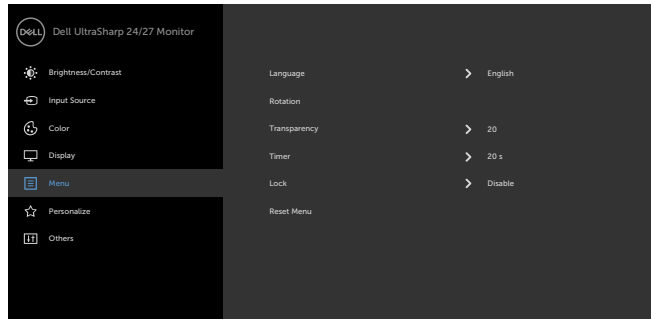 DELL Dell UltraSharp 24/27 Monitor
Brightness/Contrast
Input Source
Color
Display
Menu
Personalize
Others
Language English
Rotation
Transparency 20
Timer 20 s
Lock Disable
Reset Menu